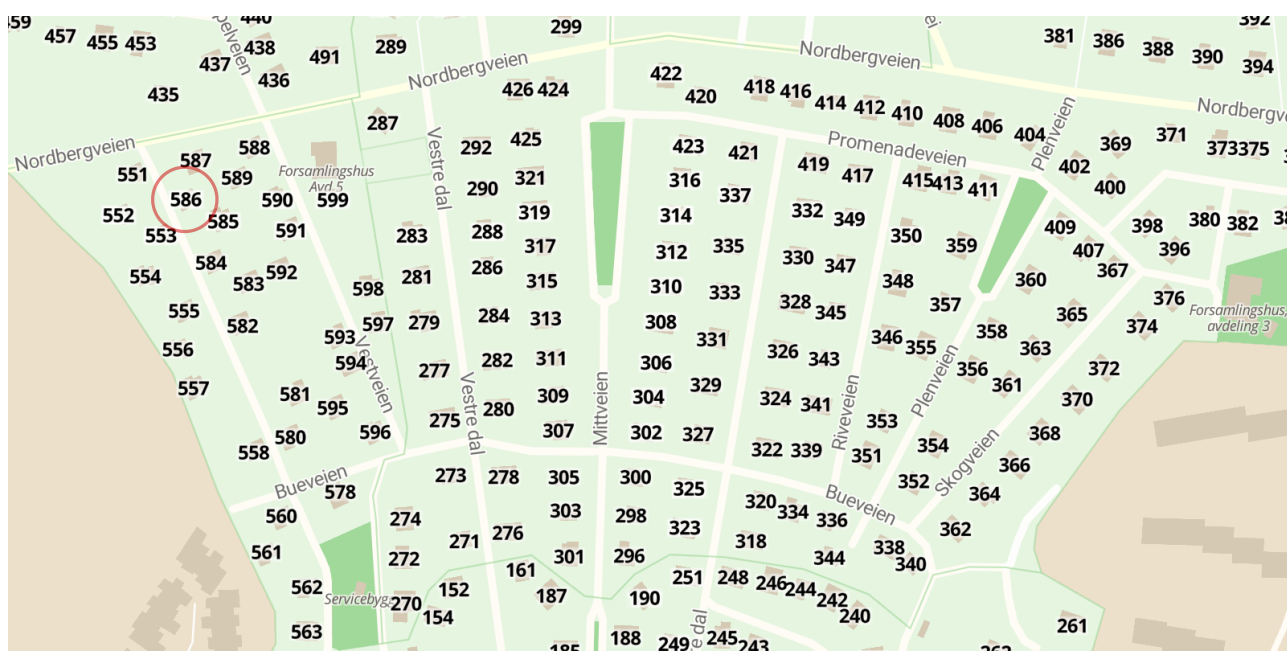 459 457 455 453 440 438 437 436 435 491 289 299 381 386 388 390 392 394
Nordbergveien
Nordbergveien
Nordbergveien
426 424 422 420 418 416 414 412 410 408 406 404 402 400 369 371 373 375
287
Vestre dal
Promenadeveien
Plenveien
551 587 588 589 586 590 599 552 585 553 591
Forsamlingshus
Avd 5
292 425 423 421 419 417 415 413 411
290 321 316 337
288 319 314 332 349 350 359 409 398 380 382
283 317 312 335 330 347 407 396
554 584 583 592 598 281 286 315 310 333 328 345 348 357 360 367 376
555 582 597 593 594 279 284 313 308 331 346 355 358 365 374
Forsamlingshus,
avdeling 3
556 557 277 282 311 306 329 326 343 356 361 363 372
Vestveien
Vestre dal
Mittveien
Riveveien
Plenveien
Skogveien
581 595 580 596 558 275 280 309 307 304 302 327 324 341 322 339 353 351 354 352 370 368 366 364 362
Bueveien
Bueveien
578 560 561 562 563
273 278 305 300 325 320 334 336
274 303 298 323 318 338 340 344
272 271 276 301 296
161 152 154 270 187 190 251 248 246 244 242 240
Servicebygg
188 249 245 243 261